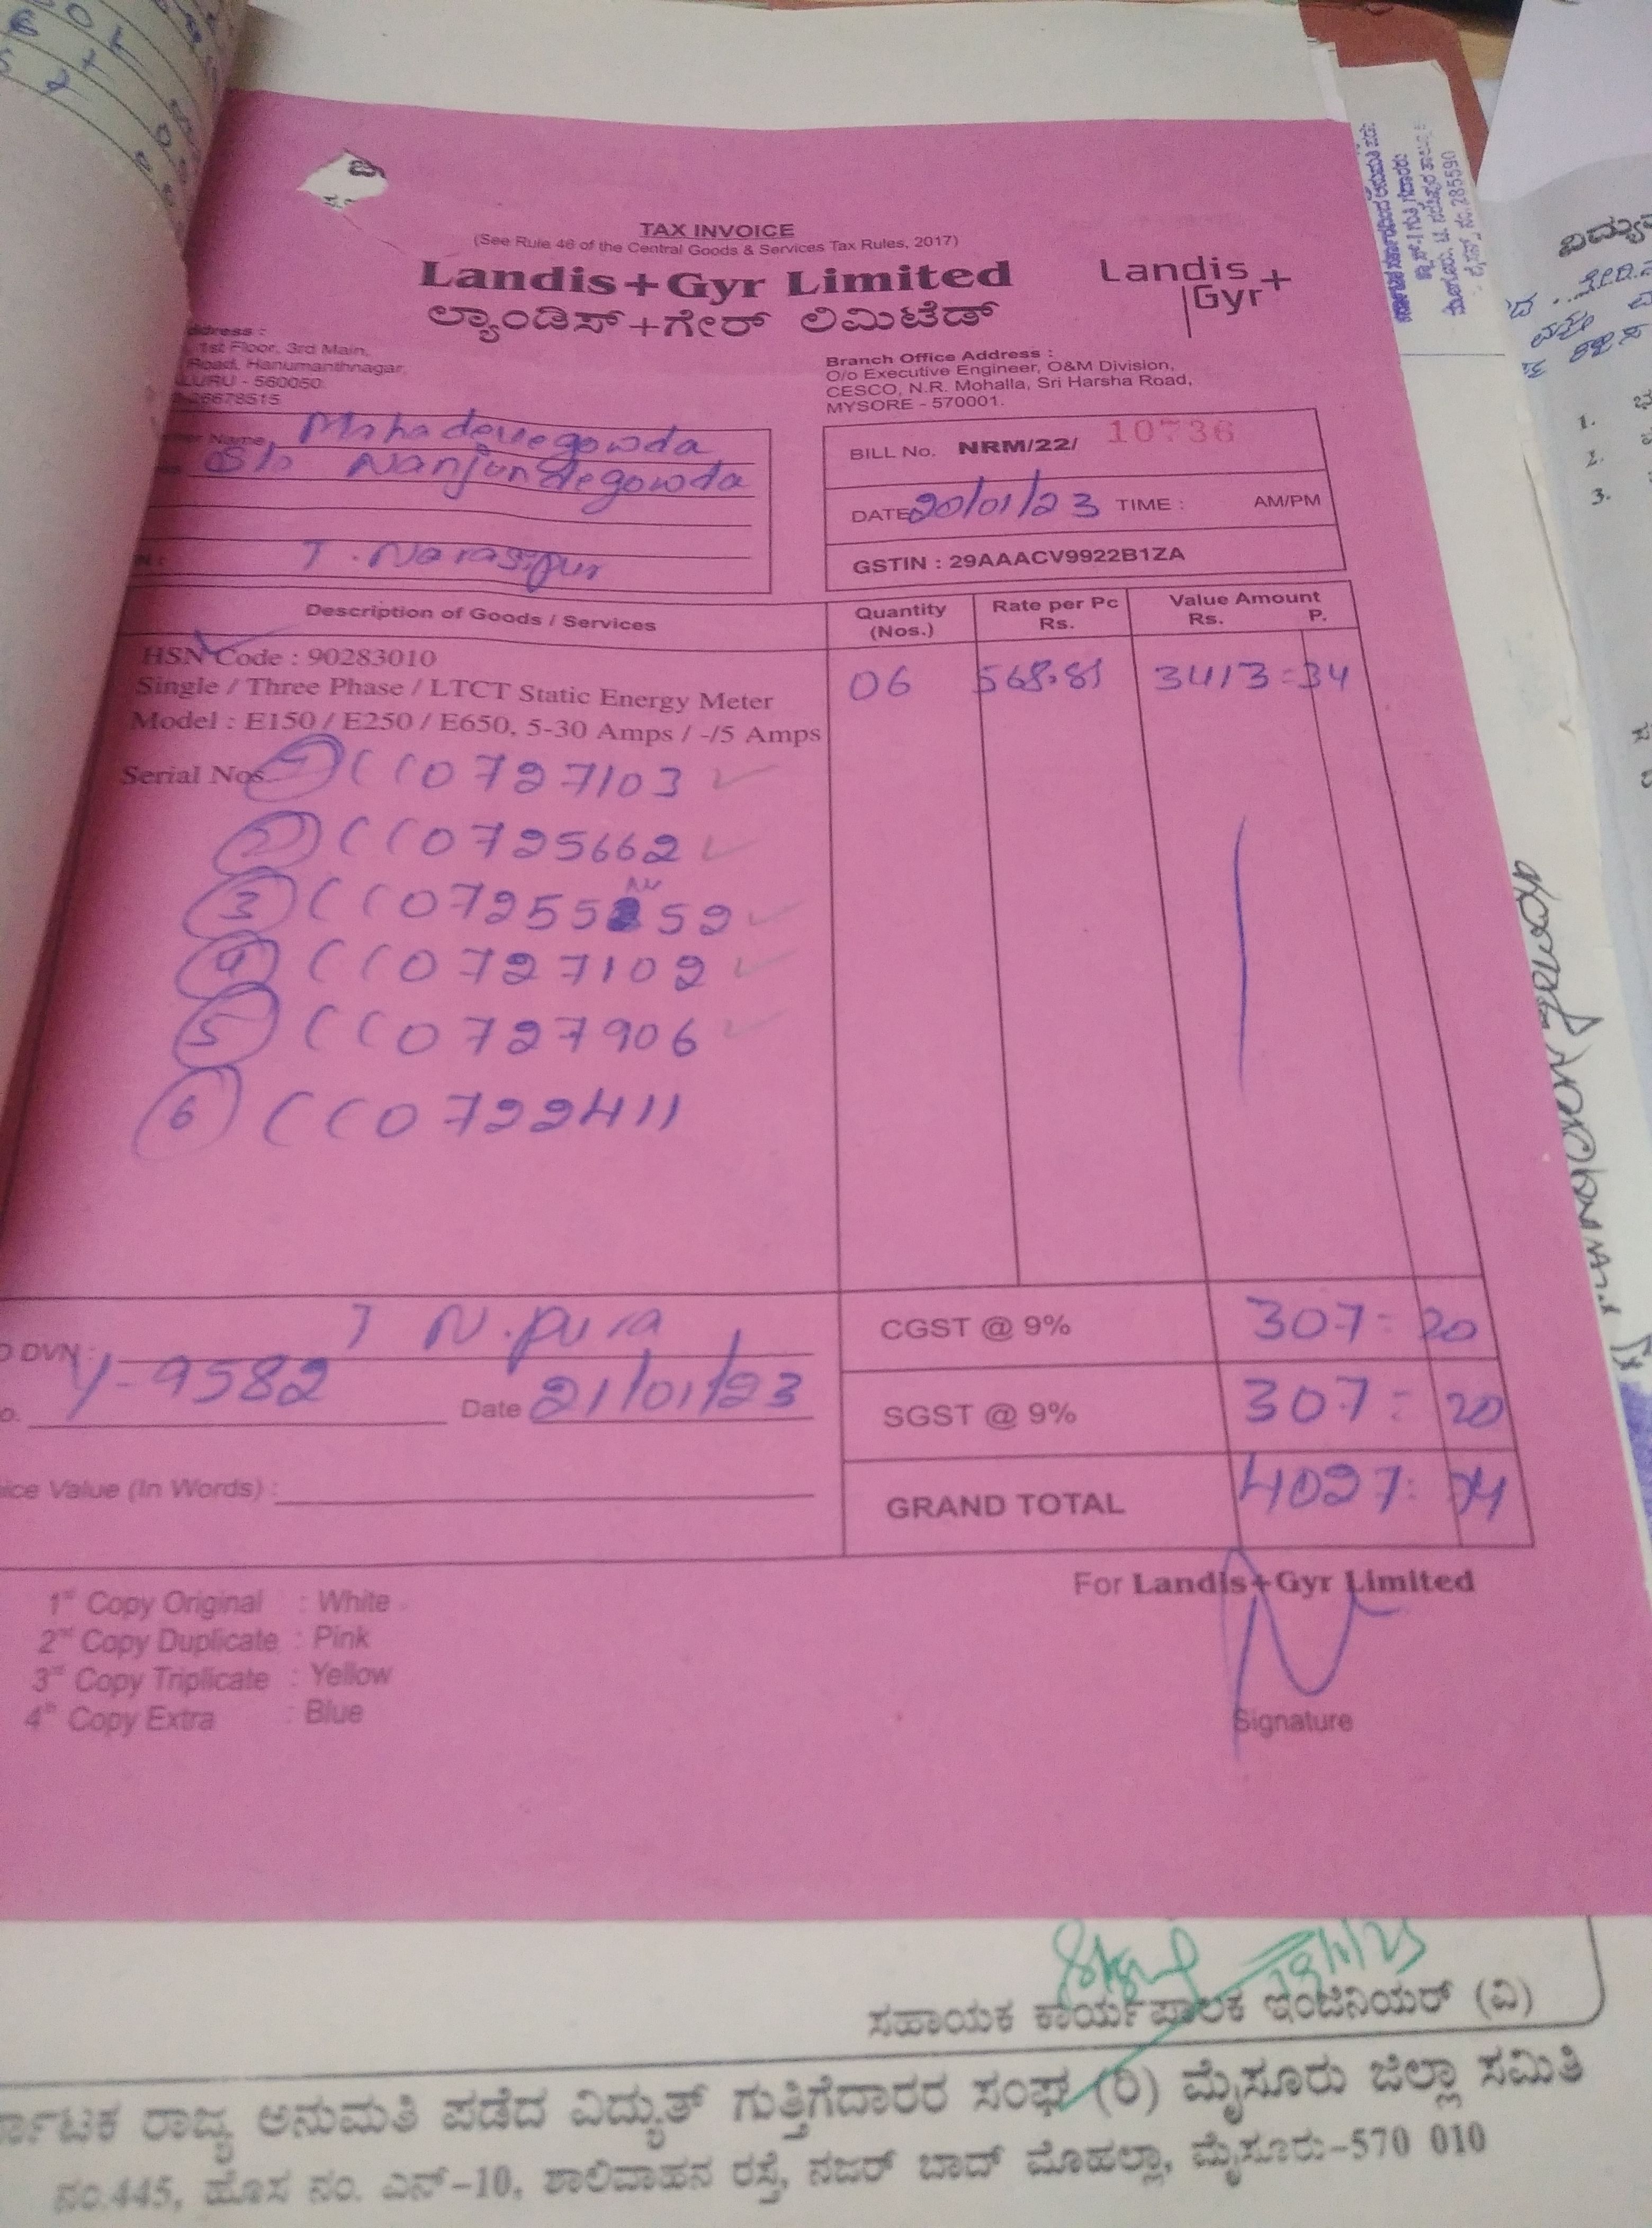 TAX INVOICE
(See Rule 46 of the Central Goods & Services Tax Rules, 2017)
Landis+Gyr Limited
ಲ್ಯಾಂಡಿಸ್+ಗೇರ್ ಲಿಮಿಟೆಡ್
Landis
Gyr+
ddress :
1st Floor, 3rd Main,
Road, Hanumanthnagar,
LURU - 560050
26678515
Branch Office Address :
O/o Executive Engineer, O&M Division,
CESCO, N.R. Mohalla, Sri Harsha Road,
MYSORE - 570001.
Name Mahadevegowda
S/o Nanjundegowda
T. Narasipur
BILL No. NRM/22/ 10736
DATE 20/01/23 TIME : AM/PM
GSTIN : 29AAACV9922B1ZA
Description of Goods / Services Quantity (Nos.) Rate per Pc Rs. Value Amount Rs. P.
HSN Code : 90283010
Single / Three Phase / LTCT Static Energy Meter 06 568.81 3413=34
Model : E150 / E250 / E650, 5-30 Amps / -/5 Amps
Serial Nos. 1 CC0727103
2 CC0725662
3 CC07255252
4 CC0727102
5 CC0727906
6 CC0722411
DVN : T N.pura
Y-9582 Date 21/01/23
ice Value (In Words) :
CGST @ 9% 307=20
SGST @ 9% 307=20
GRAND TOTAL 4027=74
1st Copy Original : White
2nd Copy Duplicate : Pink
3rd Copy Triplicate : Yellow
4th Copy Extra : Blue
For Landis+Gyr Limited
Signature
ಸಹಾಯಕ ಕಾರ್ಯಪಾಲಕ ಇಂಜಿನಿಯರ್ (ವಿ)
ರ್ನಾಟಕ ರಾಜ್ಯ ಅನುಮತಿ ಪಡೆದ ವಿದ್ಯುತ್ ಗುತ್ತಿಗೆದಾರರ ಸಂಘ (ರಿ) ಮೈಸೂರು ಜಿಲ್ಲಾ ಸಮಿತಿ
ನಂ.445, ಹೊಸ ನಂ. ಎನ್-10, ಶಾಲಿವಾಹನ ರಸ್ತೆ, ನಜರ್ ಬಾದ್ ಮೊಹಲ್ಲಾ, ಮೈಸೂರು-570 010
1.
2.
3.